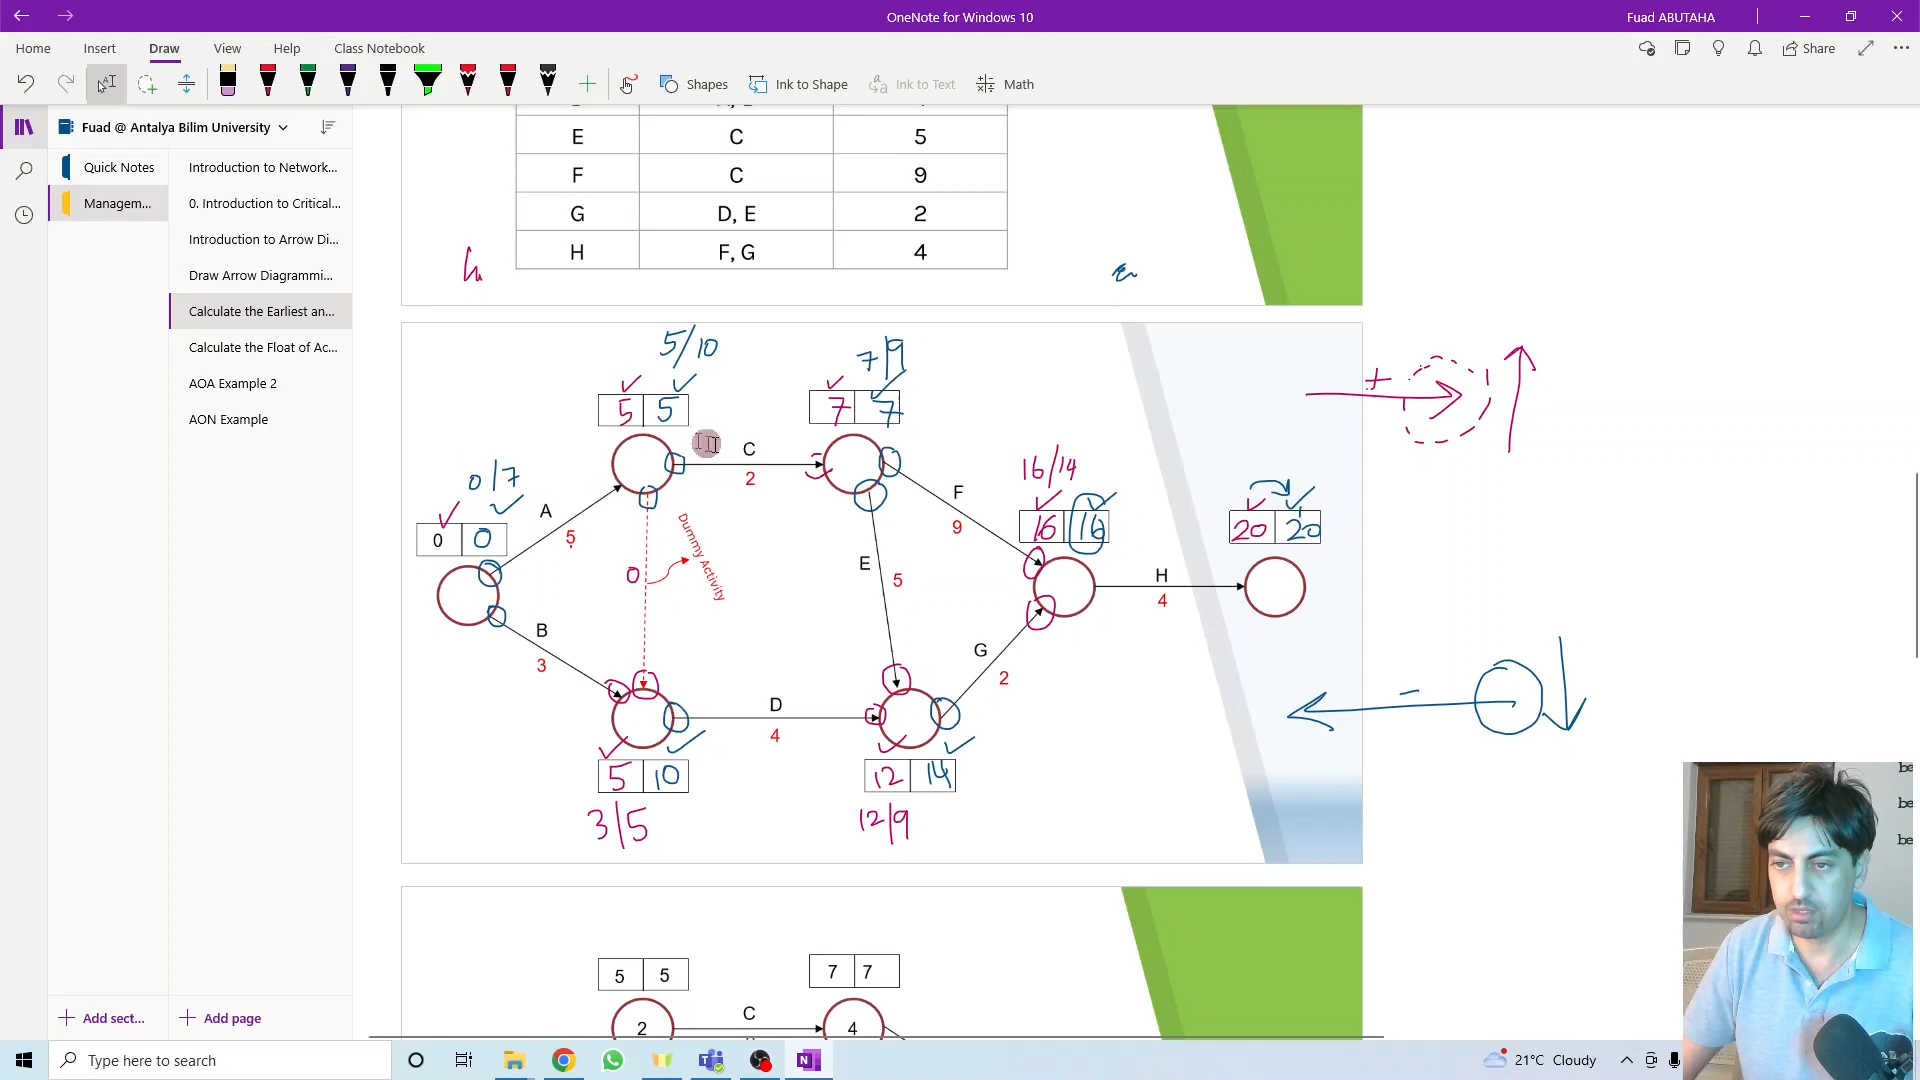 OneNote for Windows 10
Fuad ABUTAHA
Home Insert Draw View Help Class Notebook
Share
Shapes Ink to Shape Ink to Text Math
Fuad @ Antalya Bilim University
Quick Notes
Managem...
Introduction to Network...
0. Introduction to Critical...
Introduction to Arrow Di...
Draw Arrow Diagrammi...
Calculate the Earliest an...
Calculate the Float of Ac...
AOA Example 2
AON Example
E C 5
F C 9
G D, E 2
H F, G 4
5/10
7/9
5 5
7 7
C
2
16/14
0/7
A
5
F
9
16 16
20 20
0 0
Dummy Activity
0
E
5
H
4
B
3
G
2
D
4
5 10
12 14
3/5
12/9
+
-
be
be
be
5 5
7 7
C
2
4
Add sect...
Add page
Type here to search
21°C Cloudy